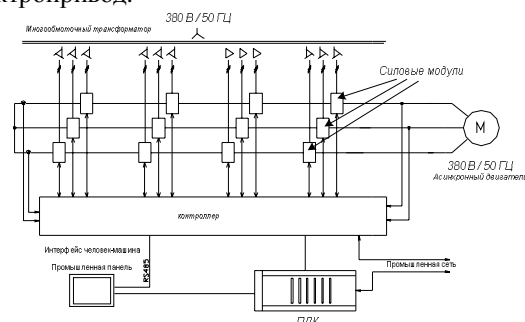 ктропривод.
380 В / 50 ГЦ
Многообмоточный трансформатор
Силовые модули
М
380 В / 50 ГЦ
Асинхронный двигатель
контроллер
Интерфейс человек-машина
Промышленная панель
RS485
Промышленная сеть
ПЛК